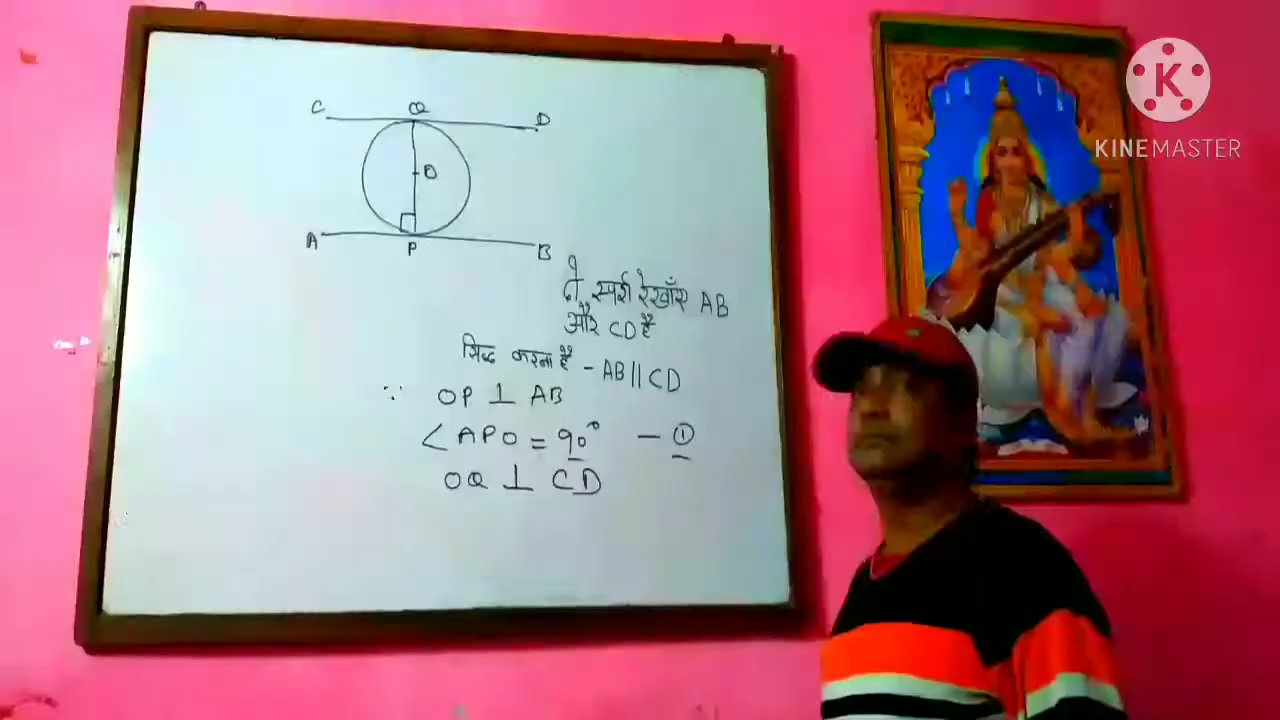 C Q D
O
A P B
दो स्पर्श रेखाएँ AB
और CD है
सिद्ध करना है - AB || CD
∵ OP ⊥ AB
∠APO = 90° — ①
OQ ⊥ CD
K
KINEMASTER